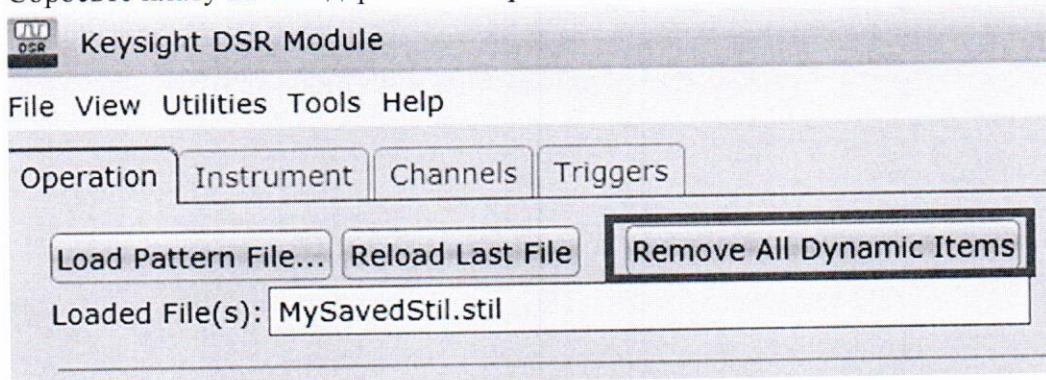 DSR Keysight DSR Module
File View Utilities Tools Help
Operation Instrument Channels Triggers
Load Pattern File... Reload Last File Remove All Dynamic Items
Loaded File(s): MySavedStil.stil